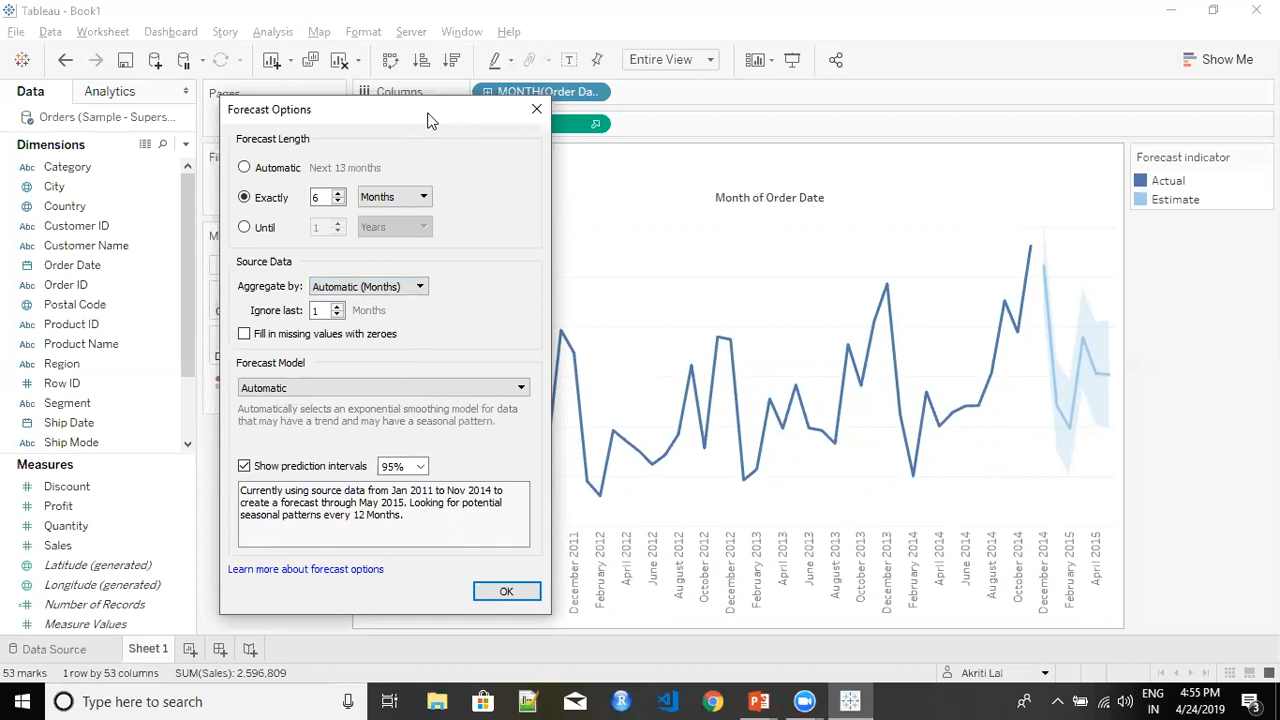 Tableau - Book1
File Data Worksheet Dashboard Story Analysis Map Format Server Window Help
Entire View
Show Me
Data Analytics
Pages
Columns
MONTH(Order Da..
Orders (Sample - Supers...
Dimensions
Abc Category
City
Country
Abc Customer ID
Abc Customer Name
Order Date
Abc Order ID
Postal Code
Abc Product ID
Abc Product Name
Abc Region
# Row ID
Abc Segment
Ship Date
Abc Ship Mode
Measures
# Discount
# Profit
# Quantity
# Sales
Latitude (generated)
Longitude (generated)
Number of Records
# Measure Values
Forecast Options
Forecast Length
Automatic Next 13 months
Exactly 6 Months
Until 1 Years
Source Data
Aggregate by: Automatic (Months)
Ignore last: 1 Months
Fill in missing values with zeroes
Forecast Model
Automatic
Automatically selects an exponential smoothing model for data
that may have a trend and may have a seasonal pattern.
Show prediction intervals 95%
Currently using source data from Jan 2011 to Nov 2014 to
create a forecast through May 2015. Looking for potential
seasonal patterns every 12 Months.
Learn more about forecast options
OK
Month of Order Date
December 2011
February 2012
April 2012
June 2012
August 2012
October 2012
December 2012
February 2013
April 2013
June 2013
August 2013
October 2013
December 2013
February 2014
April 2014
June 2014
August 2014
October 2014
December 2014
February 2015
April 2015
Forecast indicator
Actual
Estimate
Data Source Sheet 1
53 marks 1 row by 53 columns SUM(Sales): 2,596,809
Akriti Lal
Type here to search
ENG
IN
4:55 PM
4/24/2019
3